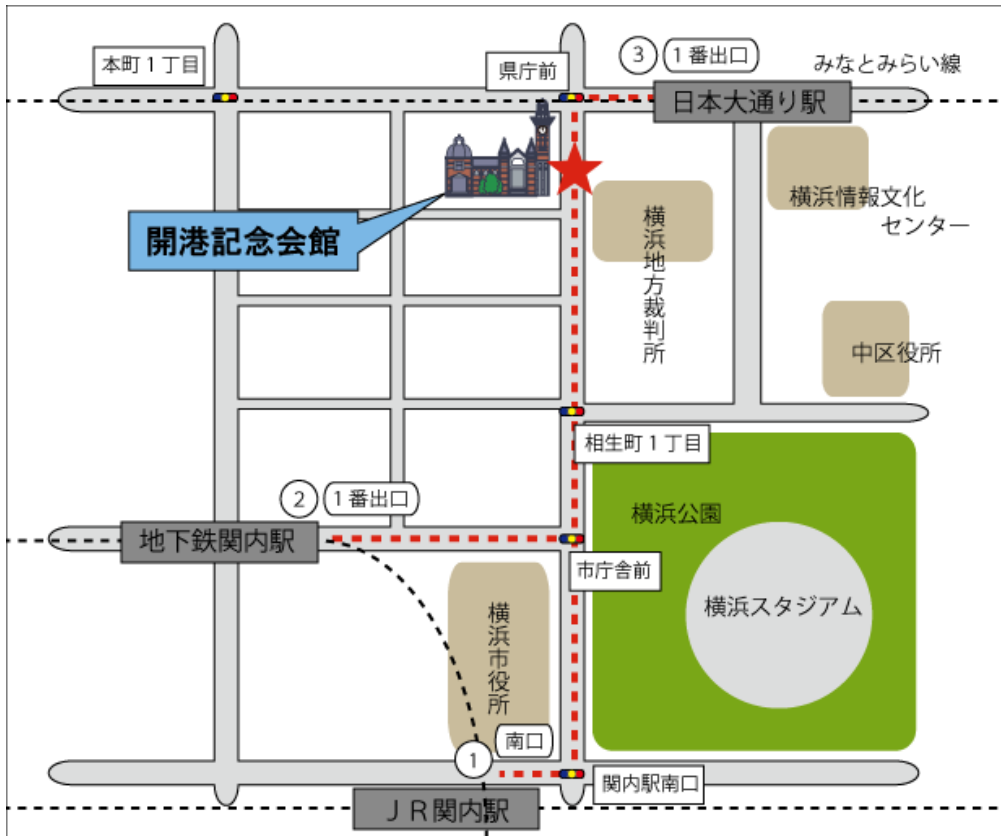 本町1丁目
県庁前
③ 1番出口
みなとみらい線
日本大通り駅
開港記念会館
横浜地方裁判所
横浜情報文化
センター
中区役所
相生町1丁目
② 1番出口
地下鉄関内駅
横浜公園
市庁舎前
横浜スタジアム
横浜市役所
① 南口
関内駅南口
JR関内駅